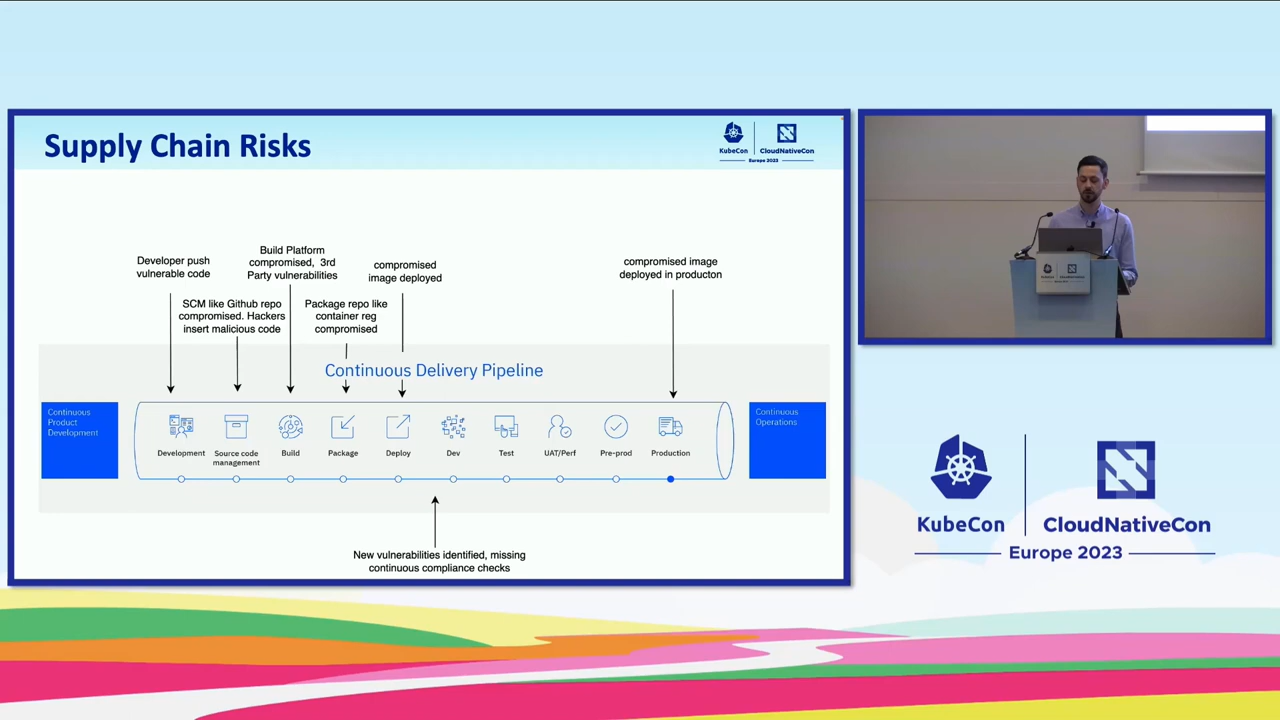 Supply Chain Risks
KubeCon
CloudNativeCon
Europe 2023
Developer push
vulnerable code
Build Platform
compromised, 3rd
Party vulnerabilities
compromised
image deployed
compromised image
deployed in producton
SCM like Github repo
compromised. Hackers
insert malicious code
Package repo like
container reg
compromised
Continuous Delivery Pipeline
Continuous
Product
Development
Development
Source code
management
Build
Package
Deploy
Dev
Test
UAT/Perf
Pre-prod
Production
Continuous
Operations
New vulnerabilities identified, missing
continuous compliance checks
KubeCon
CloudNativeCon
Europe 2023